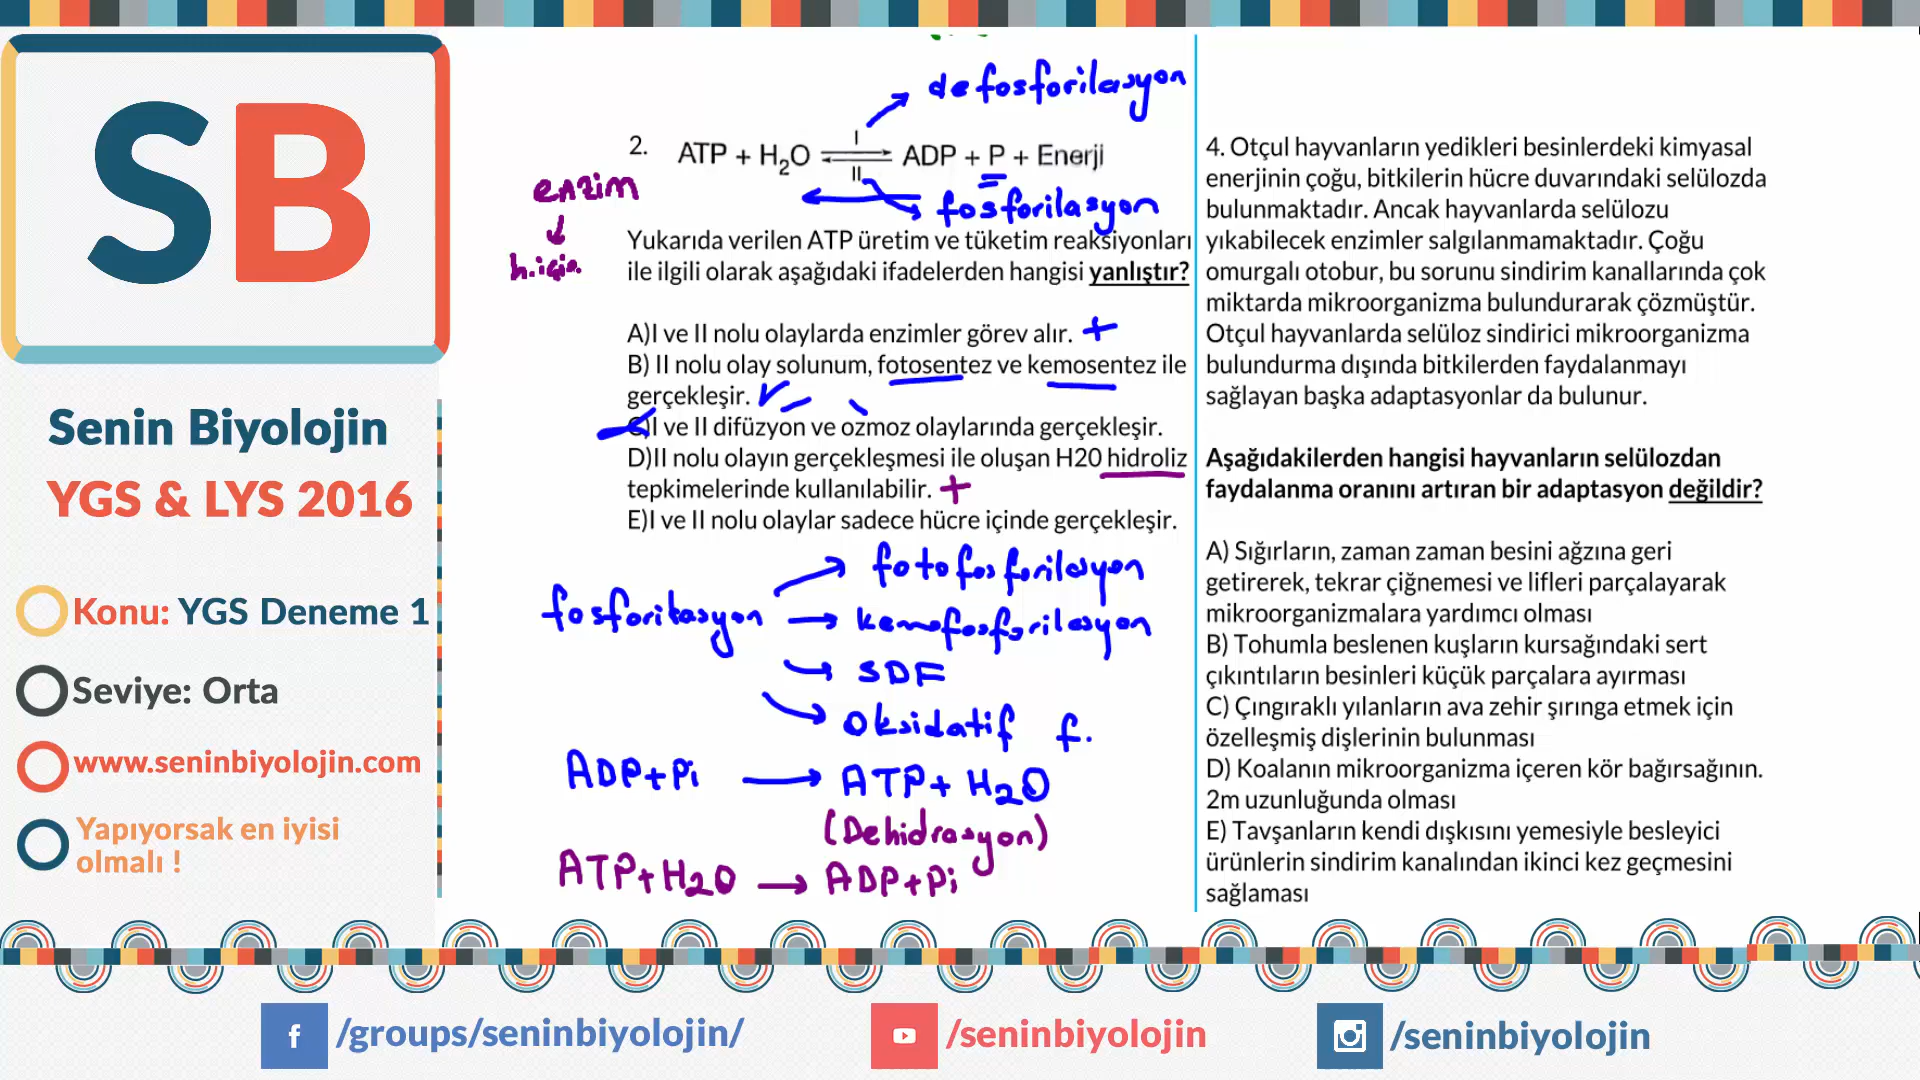 SB
Senin Biyolojin
YGS & LYS 2016
Konu: YGS Deneme 1
Seviye: Orta
www.seninbiyolojin.com
Yapıyorsak en iyisi
olmalı !
defosforilasyon
2. ATP + H2O I II ADP + P + Enerji
enzim
h.için.
fosforilasyon
Yukarıda verilen ATP üretim ve tüketim reaksiyonları
ile ilgili olarak aşağıdaki ifadelerden hangisi yanlıştır?
A)I ve II nolu olaylarda enzimler görev alır. +
B) II nolu olay solunum, fotosentez ve kemosentez ile
gerçekleşir.
C)I ve II difüzyon ve ozmoz olaylarında gerçekleşir.
D)II nolu olayın gerçekleşmesi ile oluşan H20 hidroliz
tepkimelerinde kullanılabilir. +
E)I ve II nolu olaylar sadece hücre içinde gerçekleşir.
fosforilasyon → fotofosforilasyon
→ kemofosforilasyon
→ SDF
→ oksidatif f.
ADP+Pi → ATP+H2O
(Dehidrasyon)
ATP+H2O → ADP+Pi
4. Otçul hayvanların yedikleri besinlerdeki kimyasal
enerjinin çoğu, bitkilerin hücre duvarındaki selülozda
bulunmaktadır. Ancak hayvanlarda selülozu
yıkabilecek enzimler salgılanmamaktadır. Çoğu
omurgalı otobur, bu sorunu sindirim kanallarında çok
miktarda mikroorganizma bulundurarak çözmüştür.
Otçul hayvanlarda selüloz sindirici mikroorganizma
bulundurma dışında bitkilerden faydalanmayı
sağlayan başka adaptasyonlar da bulunur.
Aşağıdakilerden hangisi hayvanların selülozdan
faydalanma oranını artıran bir adaptasyon değildir?
A) Sığırların, zaman zaman besini ağzına geri
getirerek, tekrar çiğnemesi ve lifleri parçalayarak
mikroorganizmalara yardımcı olması
B) Tohumla beslenen kuşların kursağındaki sert
çıkıntıların besinleri küçük parçalara ayırması
C) Çıngıraklı yılanların ava zehir şırınga etmek için
özelleşmiş dişlerinin bulunması
D) Koalanın mikroorganizma içeren kör bağırsağının.
2m uzunluğunda olması
E) Tavşanların kendi dışkısını yemesiyle besleyici
ürünlerin sindirim kanalından ikinci kez geçmesini
sağlaması
f /groups/seninbiyolojin/
/seninbiyolojin
/seninbiyolojin